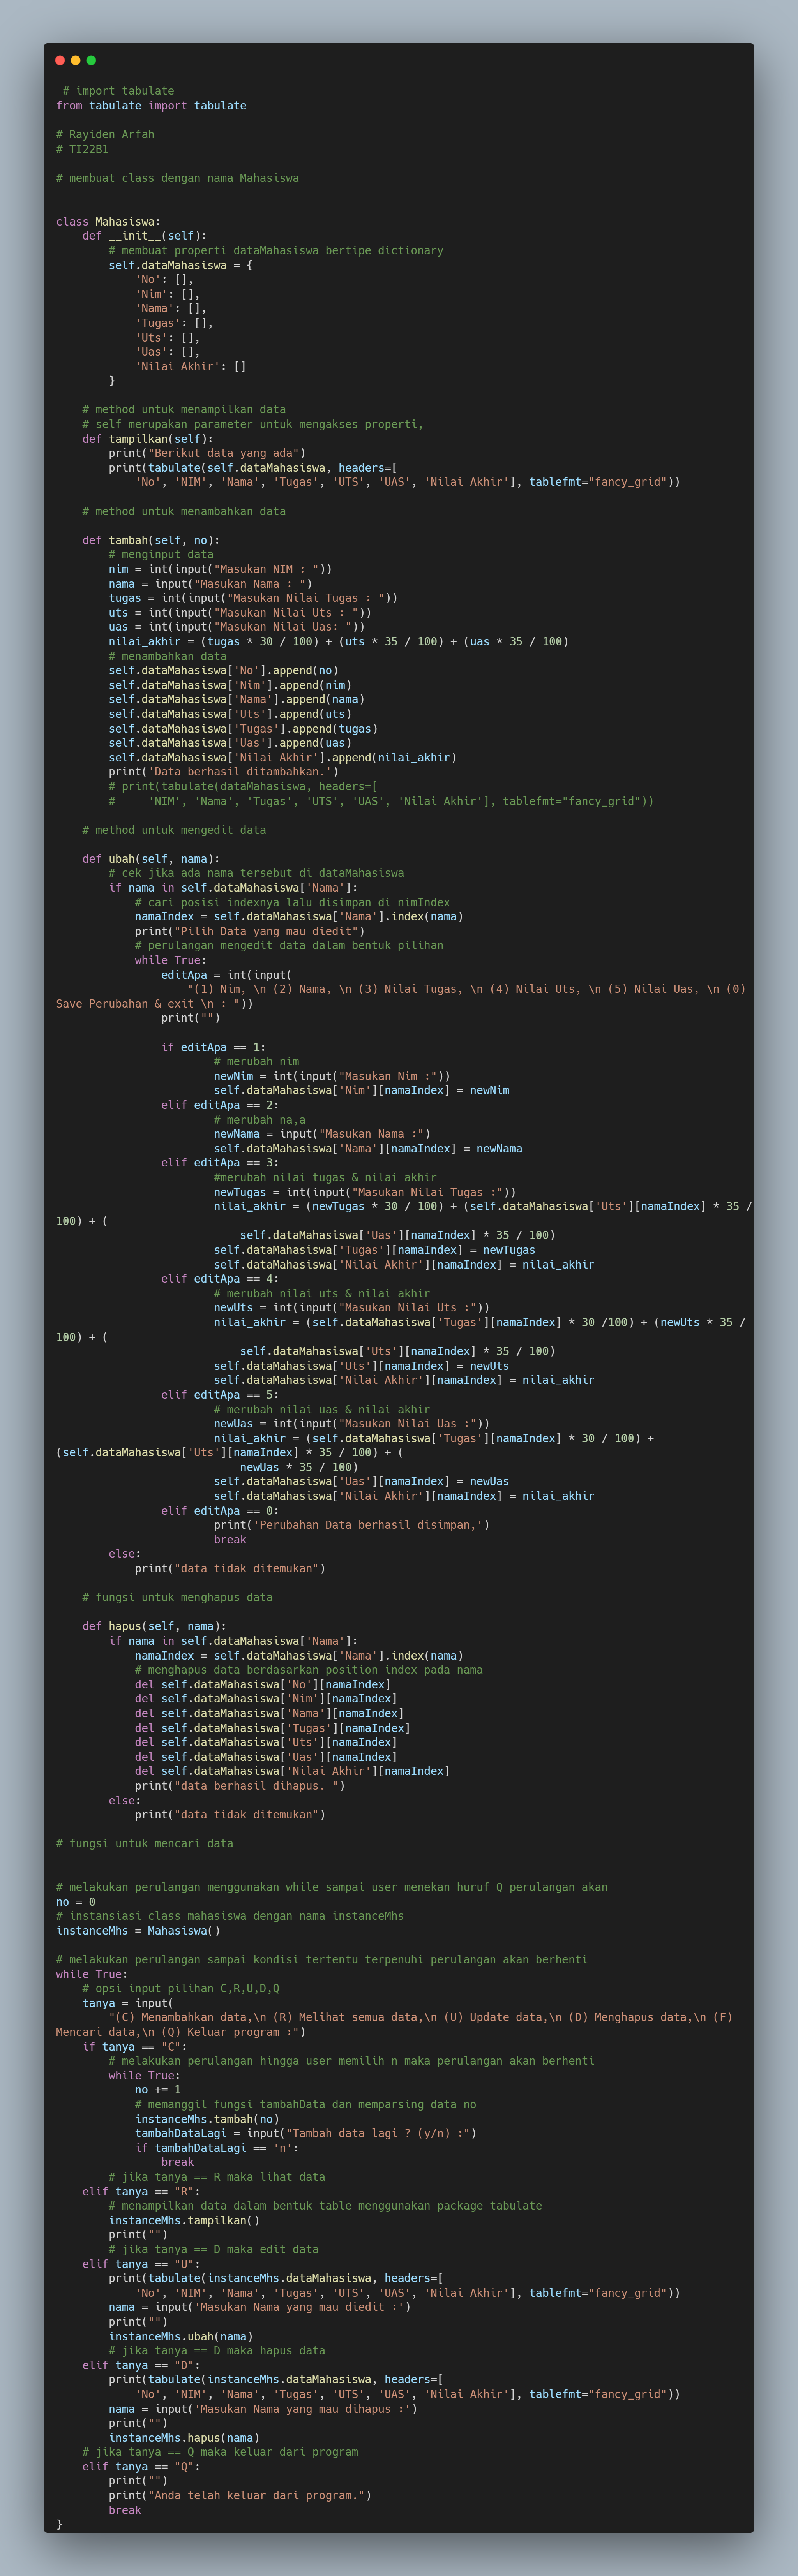 # import tabulate
from tabulate import tabulate
# Rayiden Arfah
# TI22B1
# membuat class dengan nama Mahasiswa
class Mahasiswa:
    def __init__(self):
        # membuat properti dataMahasiswa bertipe dictionary
        self.dataMahasiswa = {
            'No': [],
            'Nim': [],
            'Nama': [],
            'Tugas': [],
            'Uts': [],
            'Uas': [],
            'Nilai Akhir': []
        }
    # method untuk menampilkan data
    # self merupakan parameter untuk mengakses properti,
    def tampilkan(self):
        print("Berikut data yang ada")
        print(tabulate(self.dataMahasiswa, headers=[
            'No', 'NIM', 'Nama', 'Tugas', 'UTS', 'UAS', 'Nilai Akhir'], tablefmt="fancy_grid"))
    # method untuk menambahkan data
    def tambah(self, no):
        # menginput data
        nim = int(input("Masukan NIM : "))
        nama = input("Masukan Nama : ")
        tugas = int(input("Masukan Nilai Tugas : "))
        uts = int(input("Masukan Nilai Uts : "))
        uas = int(input("Masukan Nilai Uas: "))
        nilai_akhir = (tugas * 30 / 100) + (uts * 35 / 100) + (uas * 35 / 100)
        # menambahkan data
        self.dataMahasiswa['No'].append(no)
        self.dataMahasiswa['Nim'].append(nim)
        self.dataMahasiswa['Nama'].append(nama)
        self.dataMahasiswa['Uts'].append(uts)
        self.dataMahasiswa['Tugas'].append(tugas)
        self.dataMahasiswa['Uas'].append(uas)
        self.dataMahasiswa['Nilai Akhir'].append(nilai_akhir)
        print('Data berhasil ditambahkan.')
        # print(tabulate(dataMahasiswa, headers=[
        #     'NIM', 'Nama', 'Tugas', 'UTS', 'UAS', 'Nilai Akhir'], tablefmt="fancy_grid"))
    # method untuk mengedit data
    def ubah(self, nama):
        # cek jika ada nama tersebut di dataMahasiswa
        if nama in self.dataMahasiswa['Nama']:
            # cari posisi indexnya lalu disimpan di nimIndex
            namaIndex = self.dataMahasiswa['Nama'].index(nama)
            print("Pilih Data yang mau diedit")
            # perulangan mengedit data dalam bentuk pilihan
            while True:
                editApa = int(input(
                    "(1) Nim, \n (2) Nama, \n (3) Nilai Tugas, \n (4) Nilai Uts, \n (5) Nilai Uas, \n (0)
Save Perubahan & exit \n : "))
                print("")
                if editApa == 1:
                        # merubah nim
                        newNim = int(input("Masukan Nim :"))
                        self.dataMahasiswa['Nim'][namaIndex] = newNim
                elif editApa == 2:
                        # merubah na,a
                        newNama = input("Masukan Nama :")
                        self.dataMahasiswa['Nama'][namaIndex] = newNama
                elif editApa == 3:
                        #merubah nilai tugas & nilai akhir
                        newTugas = int(input("Masukan Nilai Tugas :"))
                        nilai_akhir = (newTugas * 30 / 100) + (self.dataMahasiswa['Uts'][namaIndex] * 35 /
100) + (
                            self.dataMahasiswa['Uas'][namaIndex] * 35 / 100)
                        self.dataMahasiswa['Tugas'][namaIndex] = newTugas
                        self.dataMahasiswa['Nilai Akhir'][namaIndex] = nilai_akhir
                elif editApa == 4:
                        # merubah nilai uts & nilai akhir
                        newUts = int(input("Masukan Nilai Uts :"))
                        nilai_akhir = (self.dataMahasiswa['Tugas'][namaIndex] * 30 /100) + (newUts * 35 /
100) + (
                            self.dataMahasiswa['Uts'][namaIndex] * 35 / 100)
                        self.dataMahasiswa['Uts'][namaIndex] = newUts
                        self.dataMahasiswa['Nilai Akhir'][namaIndex] = nilai_akhir
                elif editApa == 5:
                        # merubah nilai uas & nilai akhir
                        newUas = int(input("Masukan Nilai Uas :"))
                        nilai_akhir = (self.dataMahasiswa['Tugas'][namaIndex] * 30 / 100) +
(self.dataMahasiswa['Uts'][namaIndex] * 35 / 100) + (
                            newUas * 35 / 100)
                        self.dataMahasiswa['Uas'][namaIndex] = newUas
                        self.dataMahasiswa['Nilai Akhir'][namaIndex] = nilai_akhir
                elif editApa == 0:
                        print('Perubahan Data berhasil disimpan,')
                        break
        else:
            print("data tidak ditemukan")
    # fungsi untuk menghapus data
    def hapus(self, nama):
        if nama in self.dataMahasiswa['Nama']:
            namaIndex = self.dataMahasiswa['Nama'].index(nama)
            # menghapus data berdasarkan position index pada nama
            del self.dataMahasiswa['No'][namaIndex]
            del self.dataMahasiswa['Nim'][namaIndex]
            del self.dataMahasiswa['Nama'][namaIndex]
            del self.dataMahasiswa['Tugas'][namaIndex]
            del self.dataMahasiswa['Uts'][namaIndex]
            del self.dataMahasiswa['Uas'][namaIndex]
            del self.dataMahasiswa['Nilai Akhir'][namaIndex]
            print("data berhasil dihapus. ")
        else:
            print("data tidak ditemukan")
# fungsi untuk mencari data
# melakukan perulangan menggunakan while sampai user menekan huruf Q perulangan akan
no = 0
# instansiasi class mahasiswa dengan nama instanceMhs
instanceMhs = Mahasiswa()
# melakukan perulangan sampai kondisi tertentu terpenuhi perulangan akan berhenti
while True:
    # opsi input pilihan C,R,U,D,Q
    tanya = input(
        "(C) Menambahkan data,\n (R) Melihat semua data,\n (U) Update data,\n (D) Menghapus data,\n (F)
Mencari data,\n (Q) Keluar program :")
    if tanya == "C":
        # melakukan perulangan hingga user memilih n maka perulangan akan berhenti
        while True:
            no += 1
            # memanggil fungsi tambahData dan memparsing data no
            instanceMhs.tambah(no)
            tambahDataLagi = input("Tambah data lagi ? (y/n) :")
            if tambahDataLagi == 'n':
                break
        # jika tanya == R maka lihat data
    elif tanya == "R":
        # menampilkan data dalam bentuk table menggunakan package tabulate
        instanceMhs.tampilkan()
        print("")
        # jika tanya == D maka edit data
    elif tanya == "U":
        print(tabulate(instanceMhs.dataMahasiswa, headers=[
            'No', 'NIM', 'Nama', 'Tugas', 'UTS', 'UAS', 'Nilai Akhir'], tablefmt="fancy_grid"))
        nama = input('Masukan Nama yang mau diedit :')
        print("")
        instanceMhs.ubah(nama)
        # jika tanya == D maka hapus data
    elif tanya == "D":
        print(tabulate(instanceMhs.dataMahasiswa, headers=[
            'No', 'NIM', 'Nama', 'Tugas', 'UTS', 'UAS', 'Nilai Akhir'], tablefmt="fancy_grid"))
        nama = input('Masukan Nama yang mau dihapus :')
        print("")
        instanceMhs.hapus(nama)
    # jika tanya == Q maka keluar dari program
    elif tanya == "Q":
        print("")
        print("Anda telah keluar dari program.")
        break
}